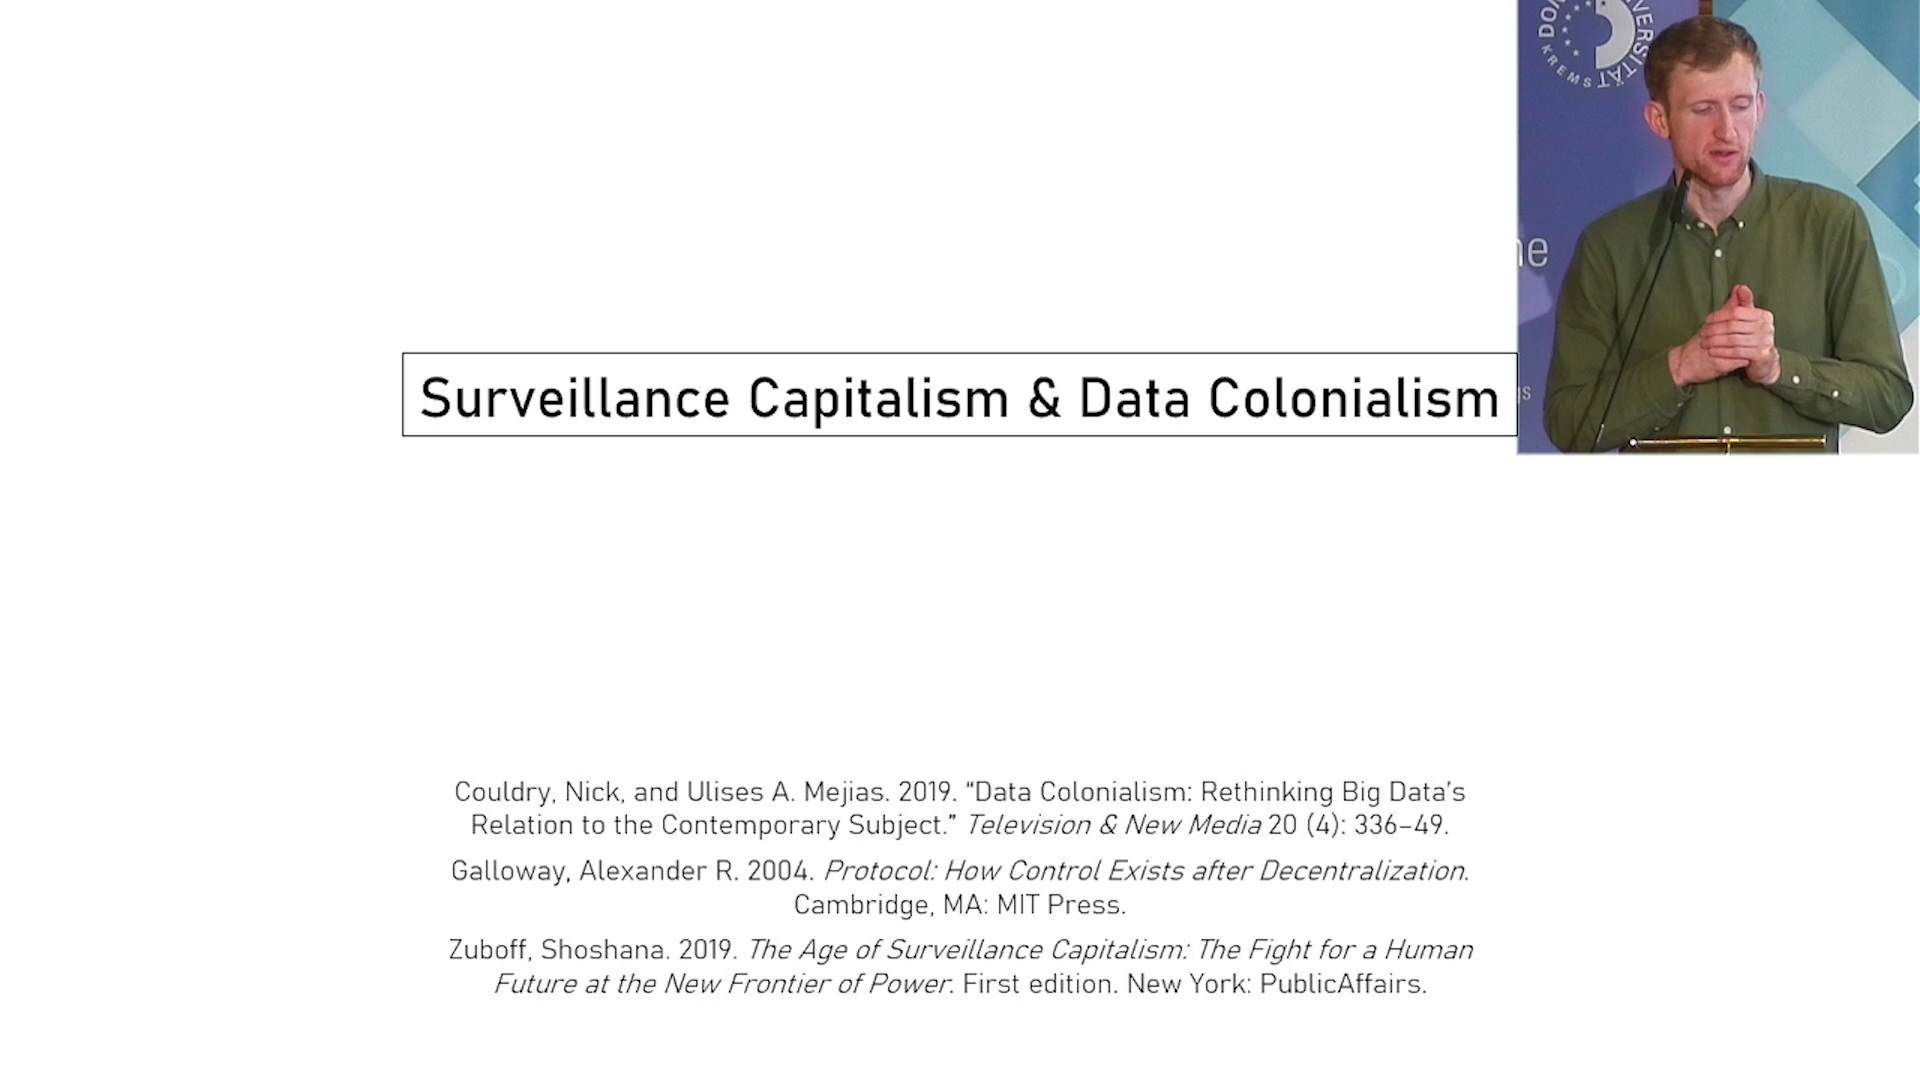 Surveillance Capitalism & Data Colonialism
Couldry, Nick, and Ulises A. Mejias. 2019. “Data Colonialism: Rethinking Big Data’s
Relation to the Contemporary Subject.” Television & New Media 20 (4): 336–49.
Galloway, Alexander R. 2004. Protocol: How Control Exists after Decentralization.
Cambridge, MA: MIT Press.
Zuboff, Shoshana. 2019. The Age of Surveillance Capitalism: The Fight for a Human
Future at the New Frontier of Power. First edition. New York: PublicAffairs.
KREMS